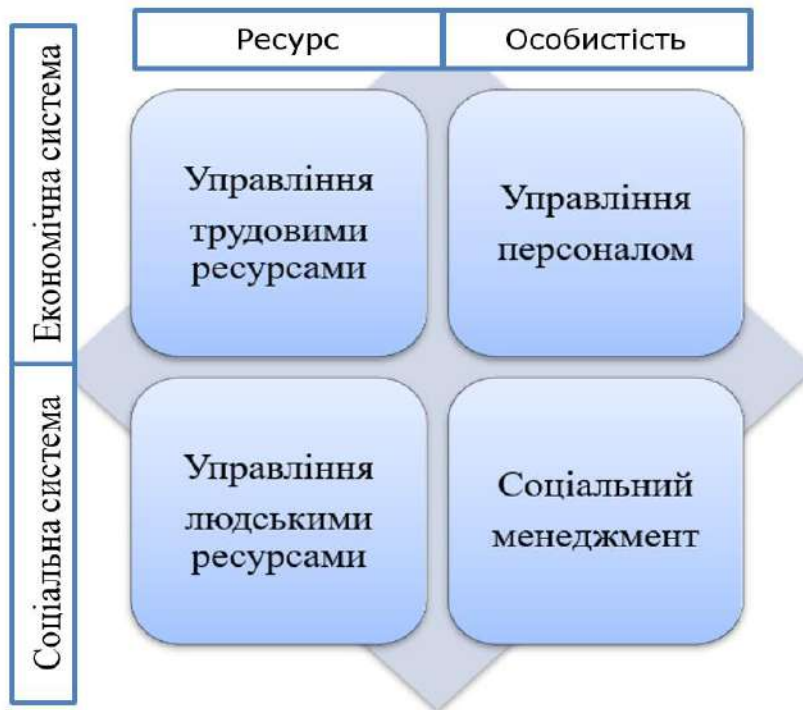 Ресурс
Особистість
Економічна система
Управління
трудовими
ресурсами
Управління
персоналом
Соціальна система
Управління
людськими
ресурсами
Соціальний
менеджмент